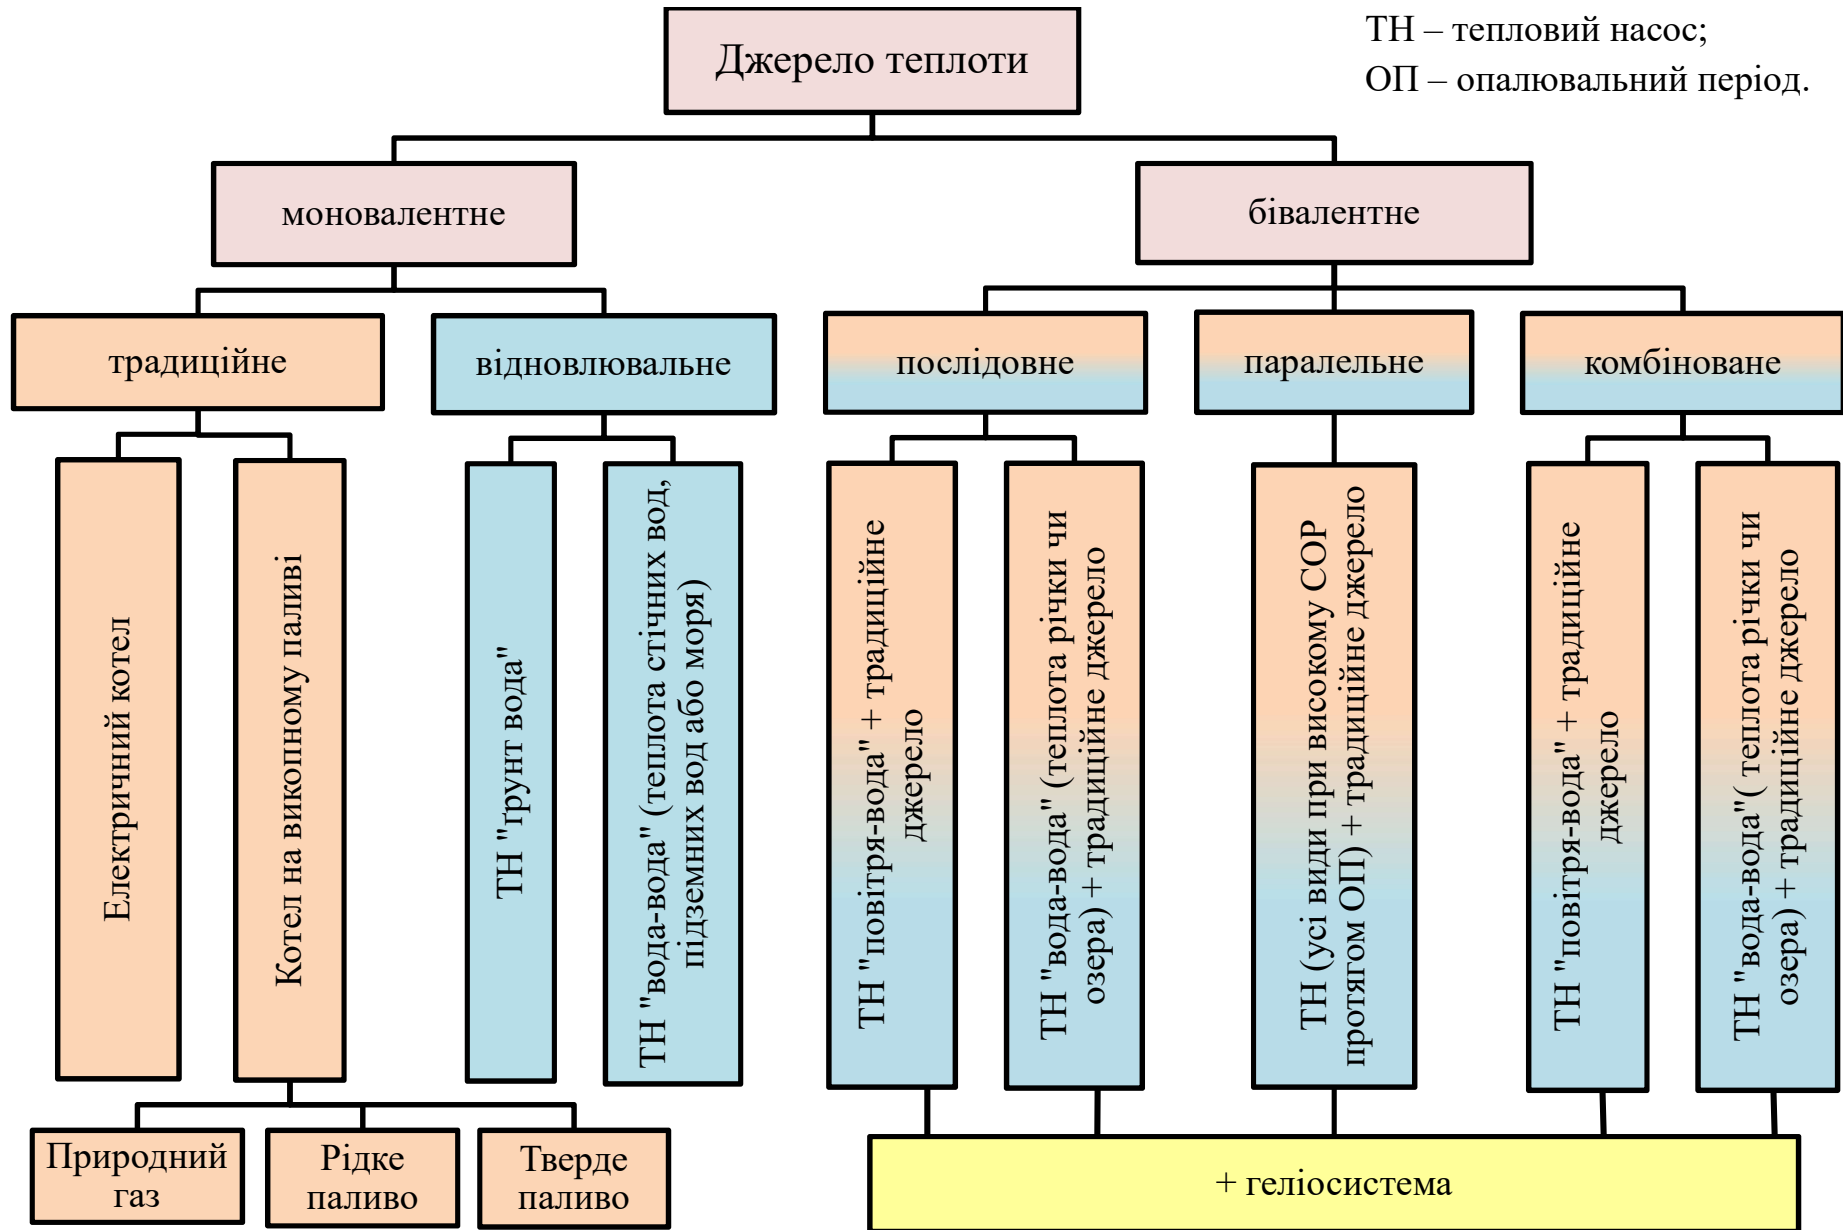 Джерело теплоти
ТН – тепловий насос;
ОП – опалювальний період.
моновалентне
бівалентне
традиційне
відновлювальне
послідовне
паралельне
комбіноване
Електричний котел
Котел на викопному паливі
ТН "ґрунт вода"
ТН "вода-вода" (теплота стічних вод,
підземних вод або моря)
ТН "повітря-вода" + традиційне
джерело
ТН "вода-вода" (теплота річки чи
озера) + традиційне джерело
ТН (усі види при високому COP
протягом ОП) + традиційне джерело
ТН "повітря-вода" + традиційне
джерело
ТН "вода-вода"( теплота річки чи
озера) + традиційне джерело
Природний
газ
Рідке
паливо
Тверде
паливо
+ геліосистема